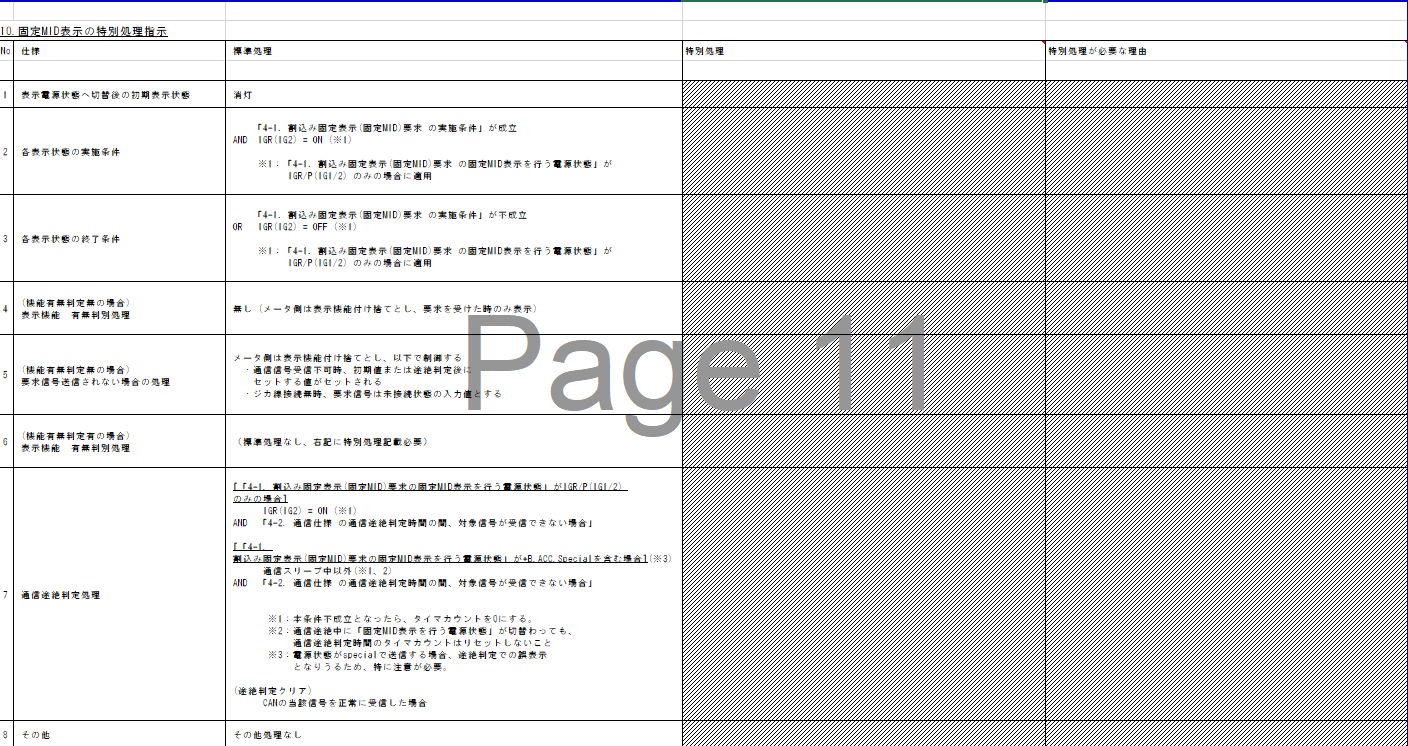 10.固定MID表示の特別処理指示
No 仕様 標準処理 特別処理 特別処理が必要な理由
1 表示電源状態へ切替後の初期表示状態 消灯
2 各表示状態の実施条件
「4-1. 割込み固定表示(固定MID)要求 の実施条件」が成立
AND IGR(IG2) = ON (※1)
※1：「4-1. 割込み固定表示(固定MID)要求 の固定MID表示を行う電源状態」が
IGR/P(IG1/2) のみの場合に適用
3 各表示状態の終了条件
「4-1. 割込み固定表示(固定MID)要求 の実施条件」が不成立
OR IGR(IG2) = OFF (※1)
※1：「4-1. 割込み固定表示(固定MID)要求 の固定MID表示を行う電源状態」が
IGR/P(IG1/2) のみの場合に適用
4 (機能有無判定無の場合)
表示機能 有無判別処理
無し (メータ側は表示機能付け捨てとし、要求を受けた時のみ表示)
5 (機能有無判定無の場合)
要求信号送信されない場合の処理
メータ側は表示機能付け捨てとし、以下で制御する
・通信信号受信不可時、初期値または途絶判定後に
セットする値がセットされる
・ジカ線接続無時、要求信号は未接続状態の入力値とする
6 (機能有無判定有の場合)
表示機能 有無判別処理
（標準処理なし、右記に特別処理記載必要）
7 通信途絶判定処理
[「4-1. 割込み固定表示(固定MID)要求の固定MID表示を行う電源状態」がIGR/P(IG1/2)
のみの場合]
IGR(IG2) = ON (※1)
AND 「4-2. 通信仕様 の通信途絶判定時間の間、対象信号が受信できない場合」
[「4-1.
割込み固定表示(固定MID)要求の固定MID表示を行う電源状態」が+B.ACC.Specialを含む場合](※3)
通信スリープ中以外(※1、2)
AND 「4-2. 通信仕様 の通信途絶判定時間の間、対象信号が受信できない場合」
※1：本条件不成立となったら、タイマカウントを0にする。
※2：通信途絶中に「固定MID表示を行う電源状態」が切替わっても、
通信途絶判定時間のタイマカウントはリセットしないこと
※3：電源状態がspecialで送信する場合、途絶判定での誤表示
となりうるため、特に注意が必要。
(途絶判定クリア)
CANの当該信号を正常に受信した場合
8 その他 その他処理なし
Page 11